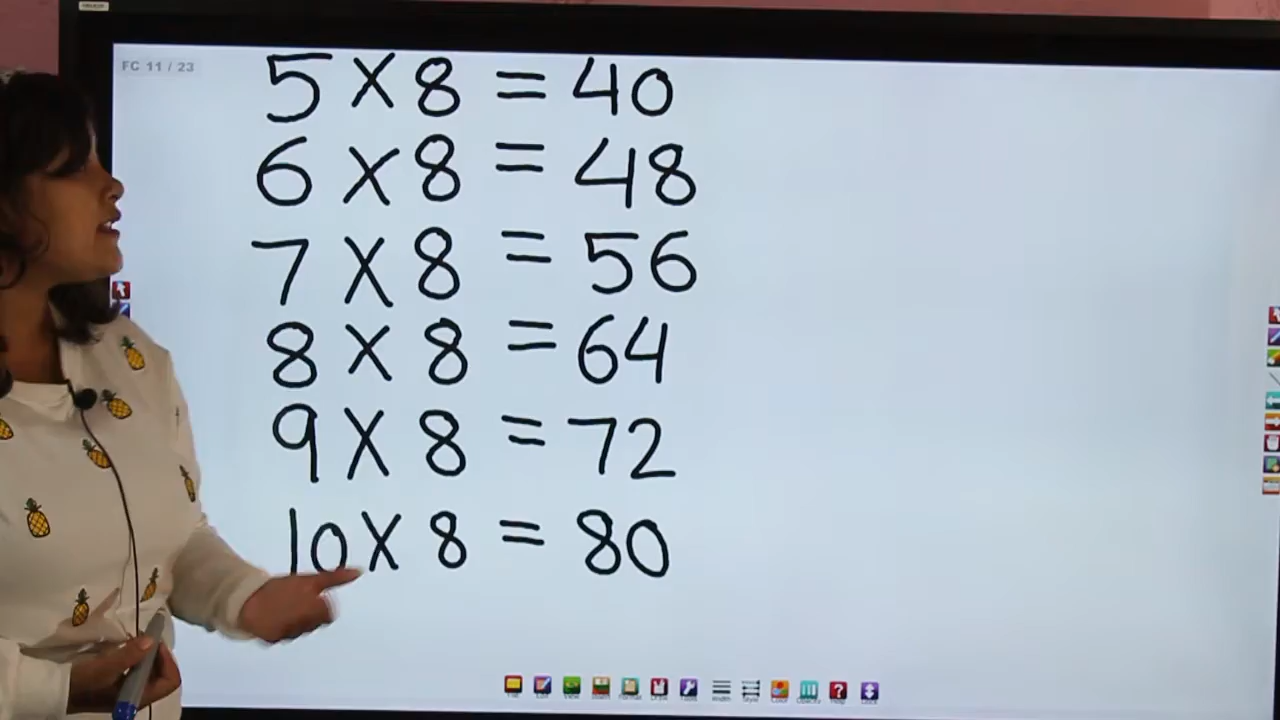 FC 11 / 23
5 X 8 = 40
6 X 8 = 48
7 X 8 = 56
8 X 8 = 64
9 X 8 = 72
10 X 8 = 80